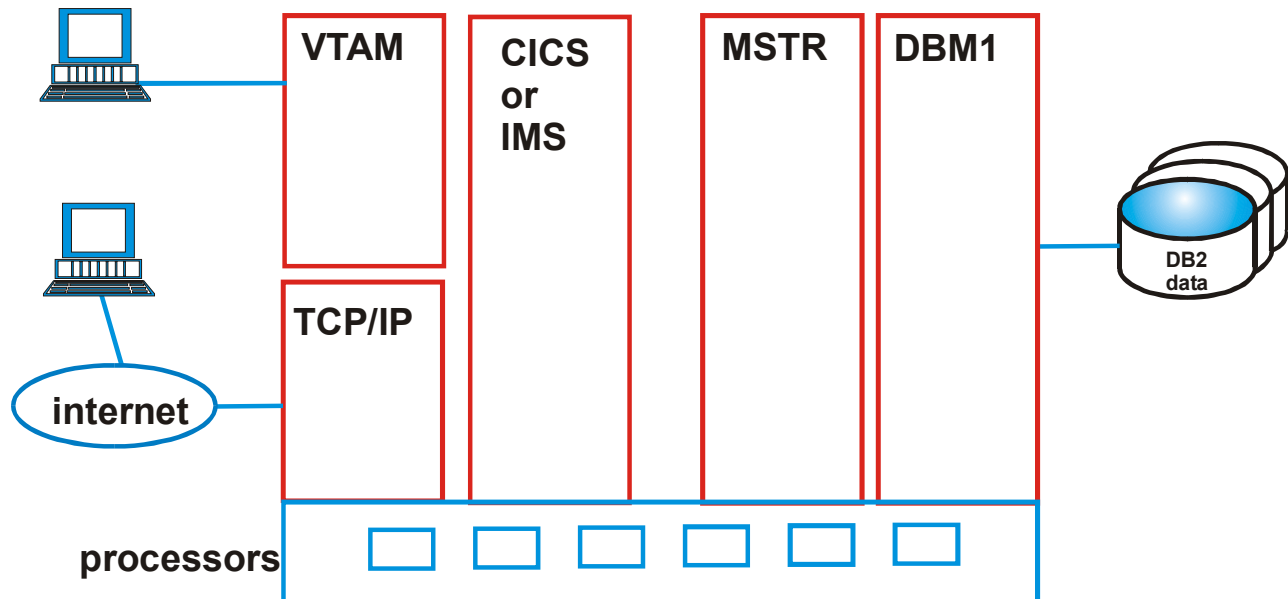 VTAM
CICS
or
IMS
MSTR
DBM1
DB2
data
TCP/IP
internet
processors